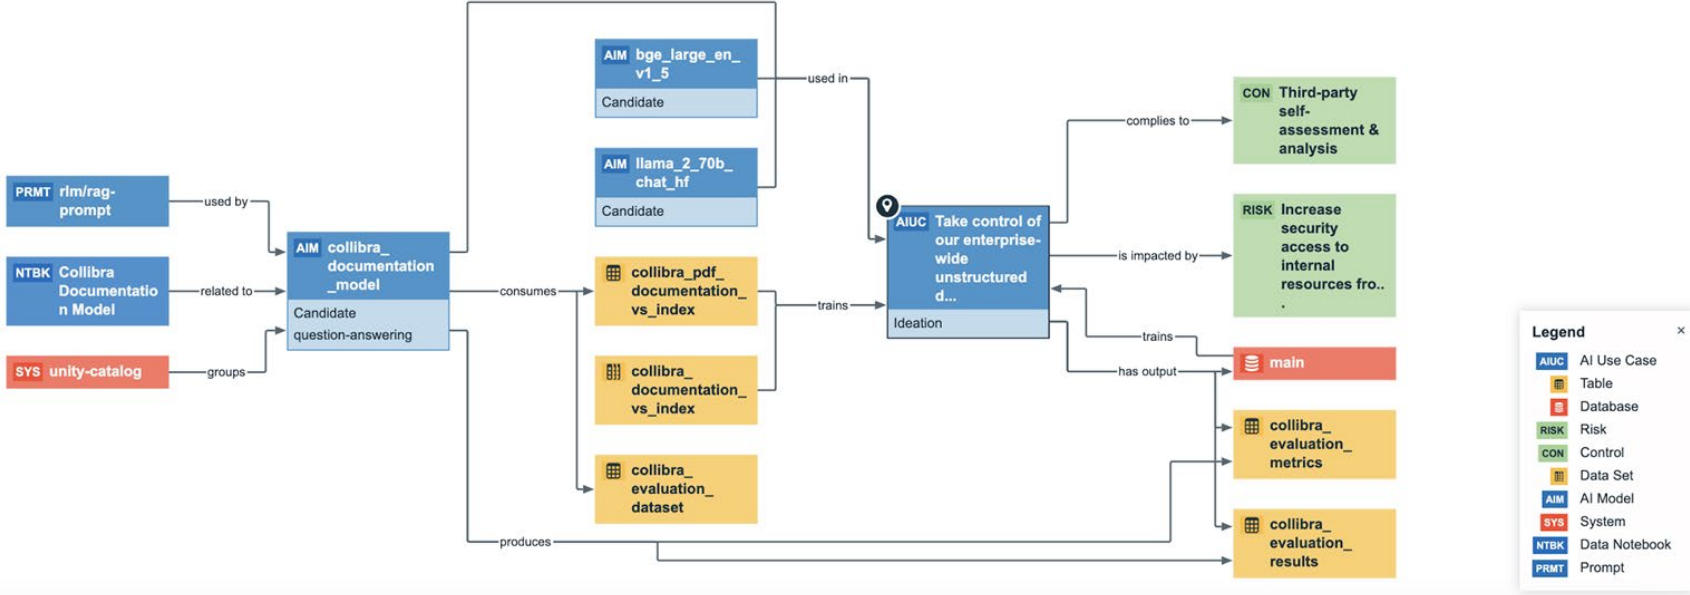 PRMT rlm/rag-
prompt
NTBK Collibra
Documentatio
n Model
SYS unity-catalog
used by
related to
groups
AIM collibra_
documentation
_model
Candidate
question-answering
consumes
produces
AIM bge_large_en_
v1_5
Candidate
AIM llama_2_70b_
chat_hf
Candidate
collibra_pdf_
documentation_
vs_index
collibra_
documentation_
vs_index
collibra_
evaluation_
dataset
used in
trains
AIUC Take control of
our enterprise-
wide
unstructured
d...
Ideation
complies to
is impacted by
trains
has output
CON Third-party
self-
assessment &
analysis
RISK Increase
security
access to
internal
resources fro..
.
main
collibra_
evaluation_
metrics
collibra_
evaluation_
results
Legend ×
AIUC AI Use Case
Table
Database
RISK Risk
CON Control
Data Set
AIM AI Model
SYS System
NTBK Data Notebook
PRMT Prompt